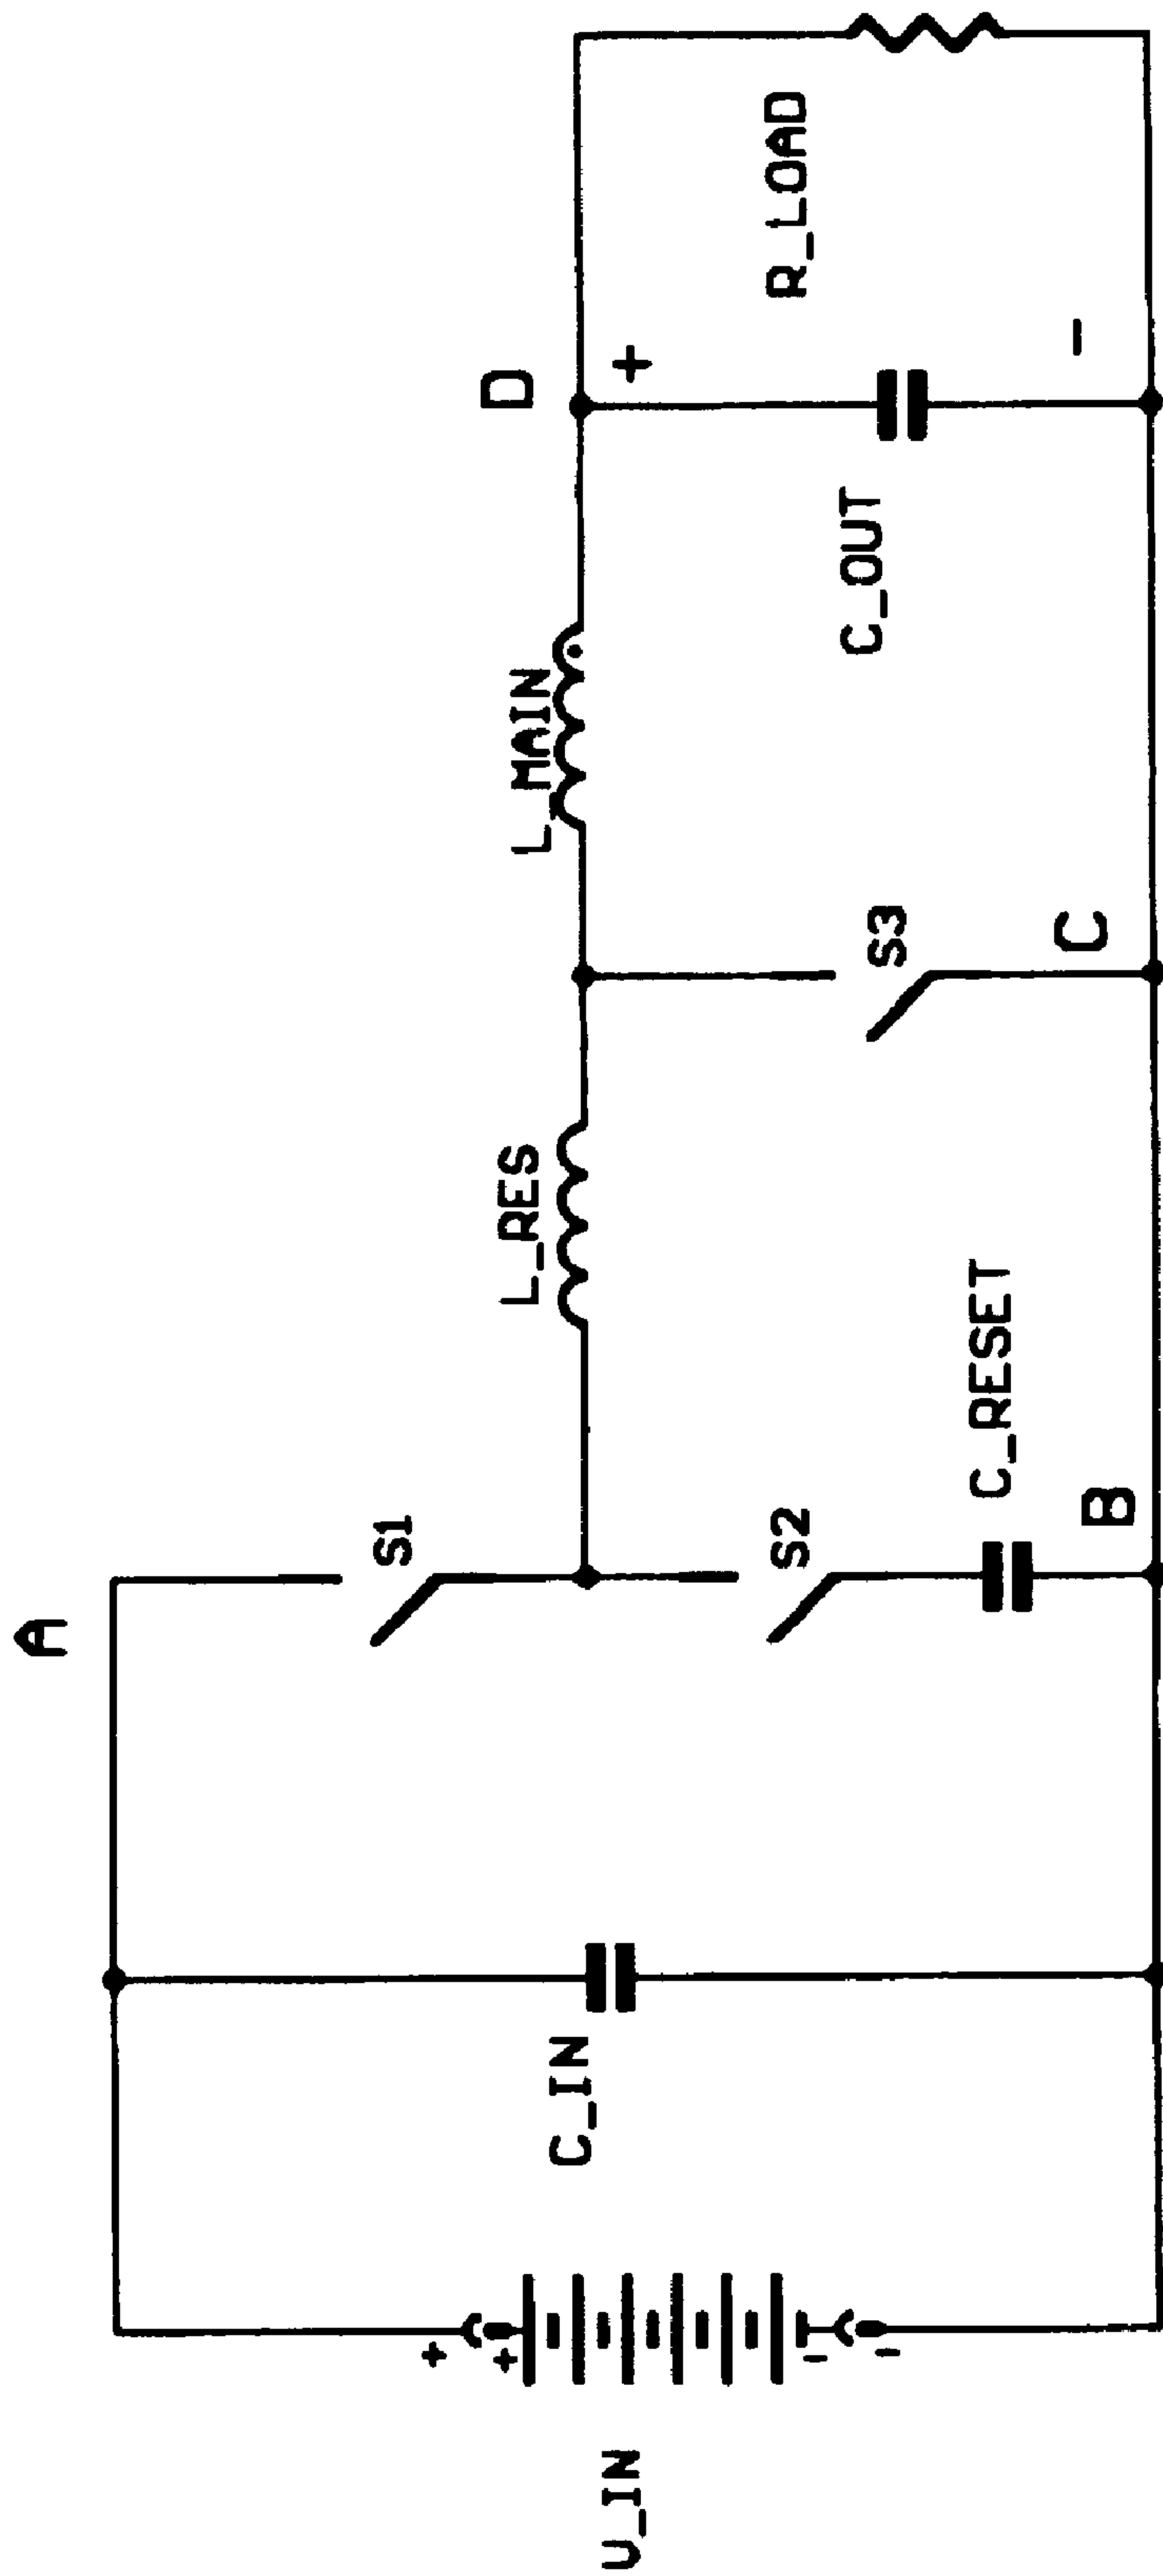 A
S1
L_RES
L_MAIN
D
+
+
+
U_IN
-
-
C_IN
S2
C_RESET
B
S3
C
C_OUT
R_LOAD
-